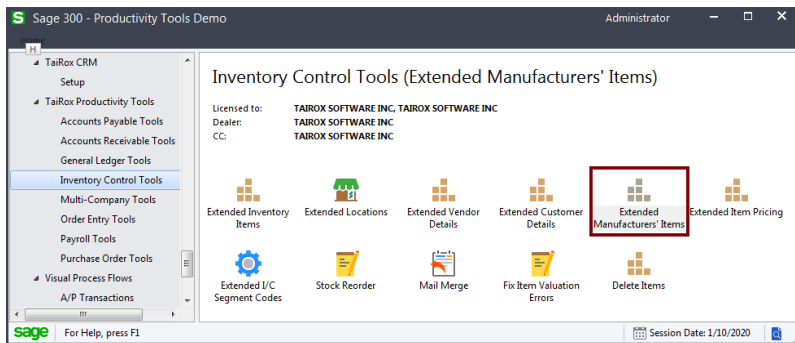 S Sage 300 - Productivity Tools Demo
Administrator
Home
H
TaiRox CRM
Setup
TaiRox Productivity Tools
Accounts Payable Tools
Accounts Receivable Tools
General Ledger Tools
Inventory Control Tools
Multi-Company Tools
Order Entry Tools
Payroll Tools
Purchase Order Tools
Visual Process Flows
A/P Transactions
Inventory Control Tools (Extended Manufacturers' Items)
Licensed to: TAIROX SOFTWARE INC, TAIROX SOFTWARE INC
Dealer: TAIROX SOFTWARE INC
CC: TAIROX SOFTWARE INC
Extended Inventory
Items
Extended Locations
Extended Vendor
Details
Extended Customer
Details
Extended
Manufacturers' Items
Extended Item Pricing
Extended I/C
Segment Codes
Stock Reorder
Mail Merge
Fix Item Valuation
Errors
Delete Items
sage For Help, press F1
Session Date: 1/10/2020